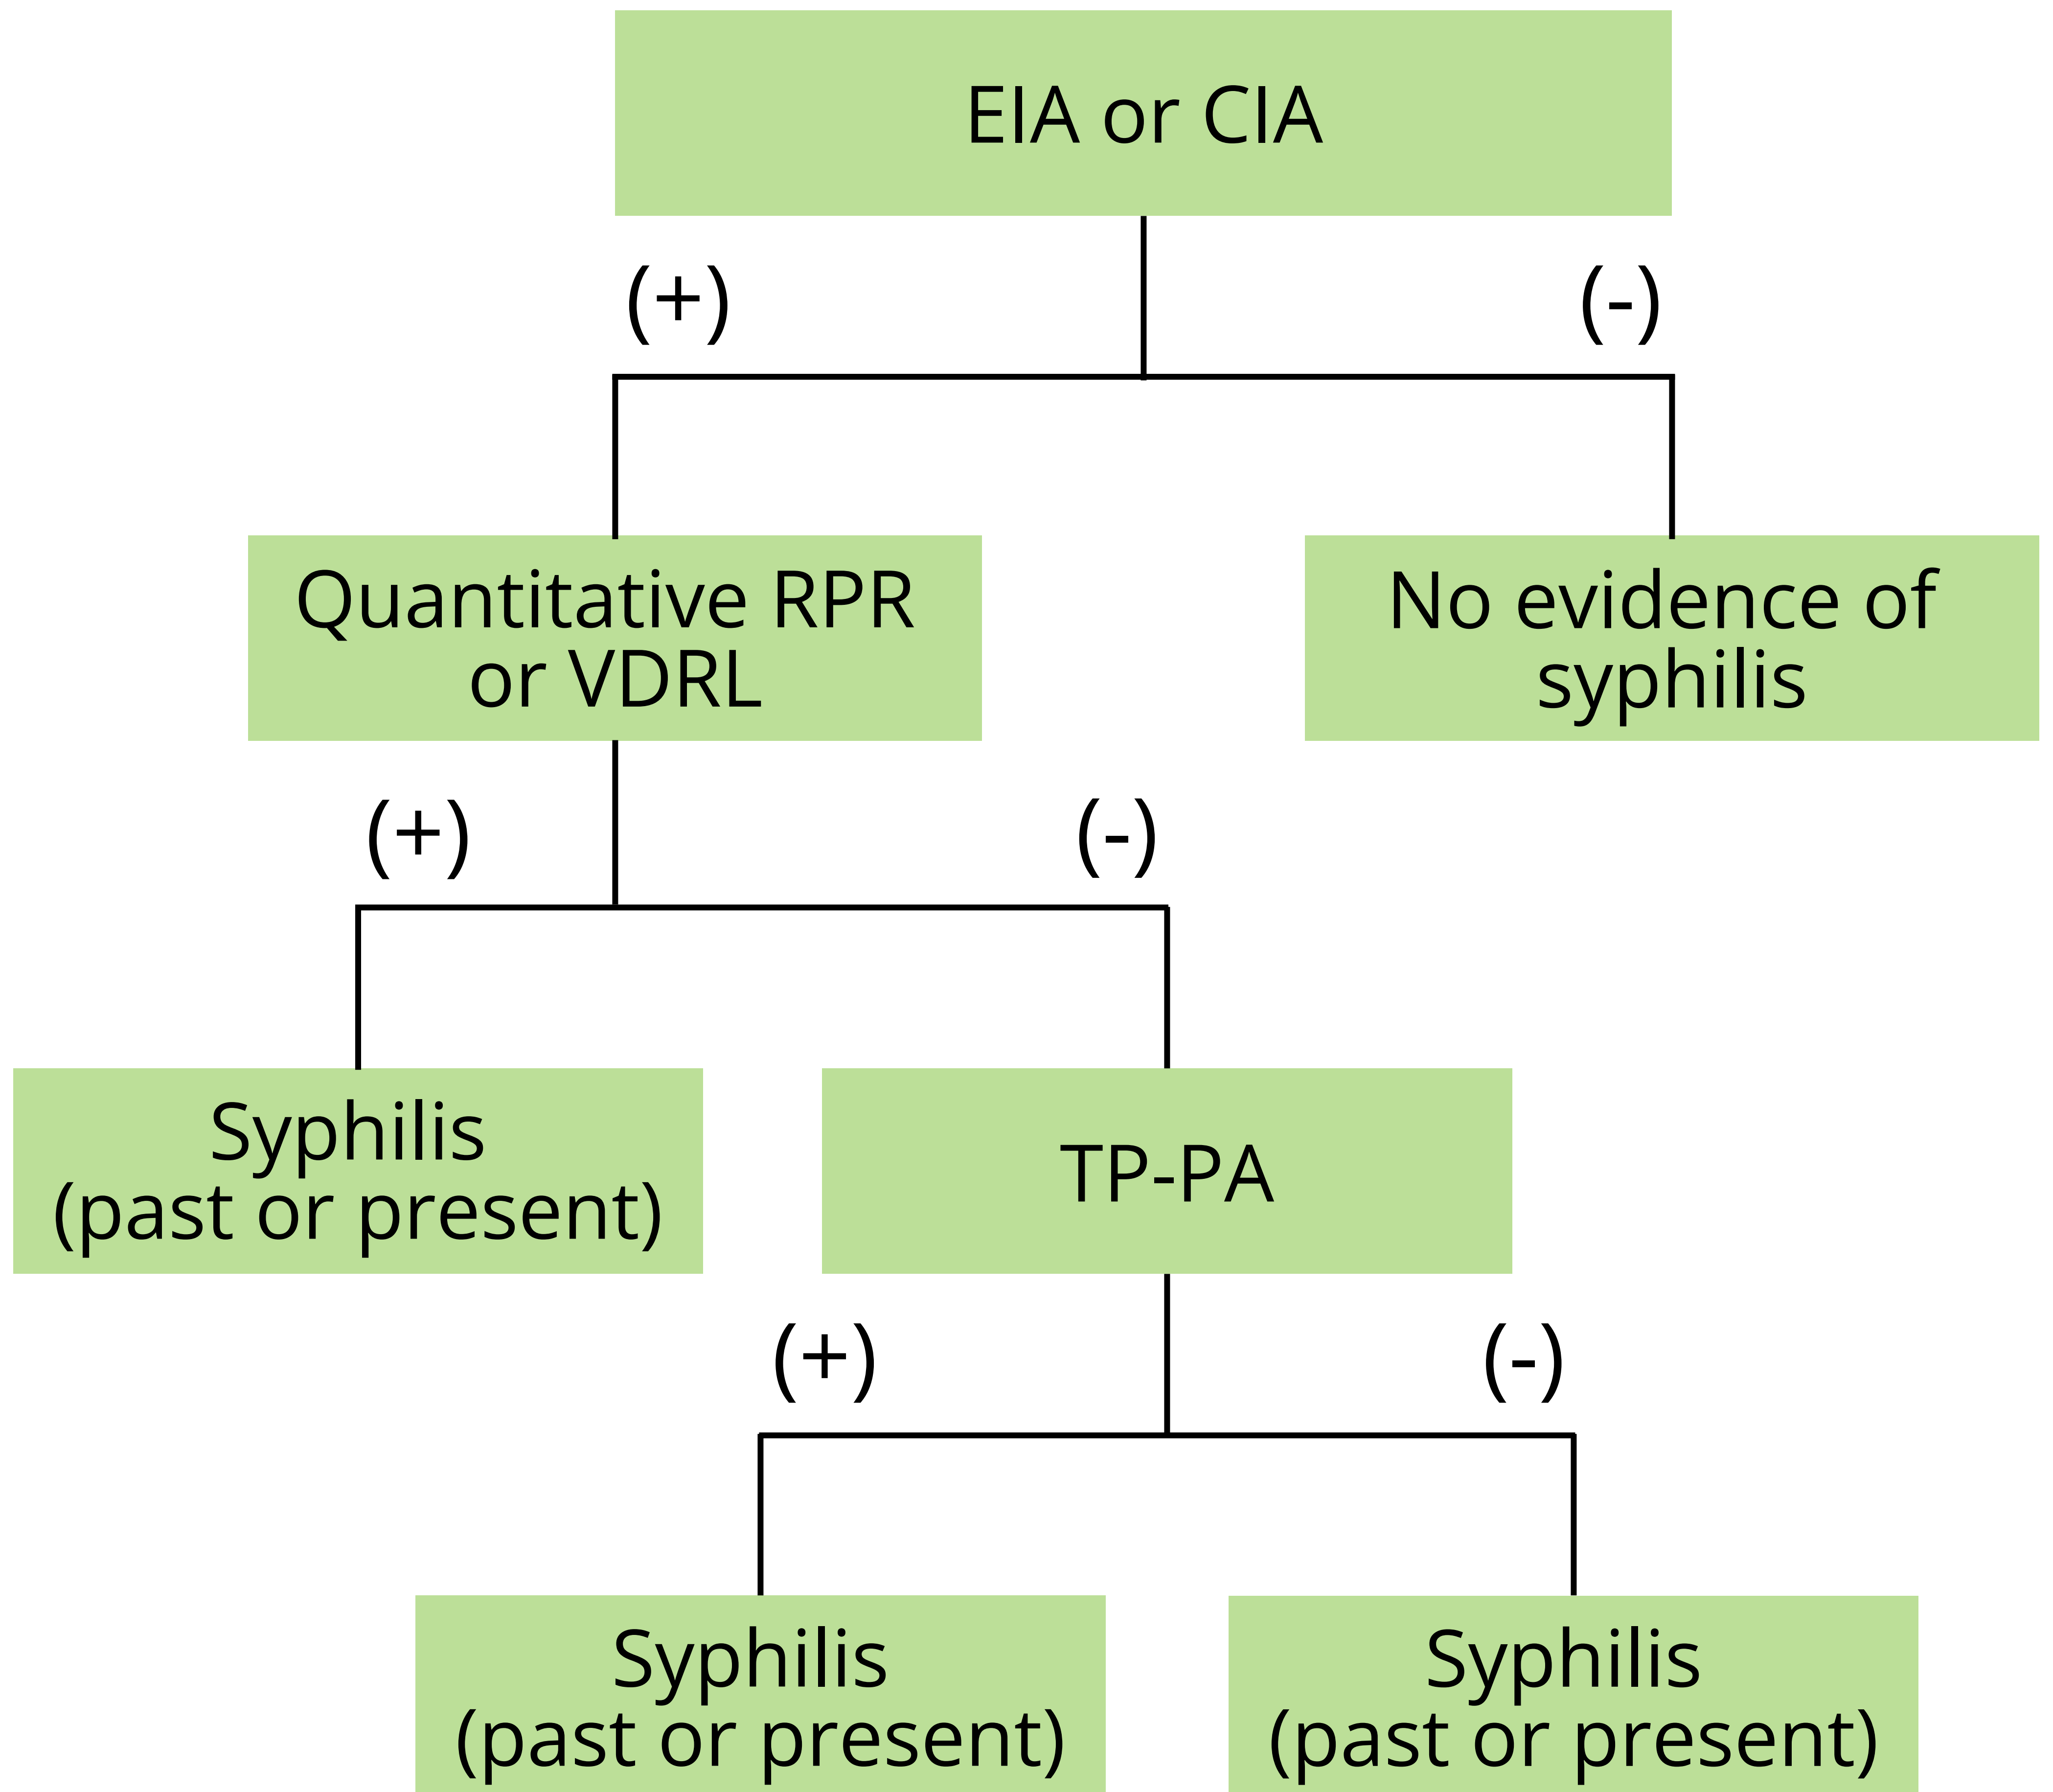 EIA or CIA
(+)
(-)
Quantitative RPR
or VDRL
No evidence of
syphilis
(+)
(-)
Syphilis
(past or present)
TP-PA
(+)
(-)
Syphilis
(past or present)
Syphilis
(past or present)